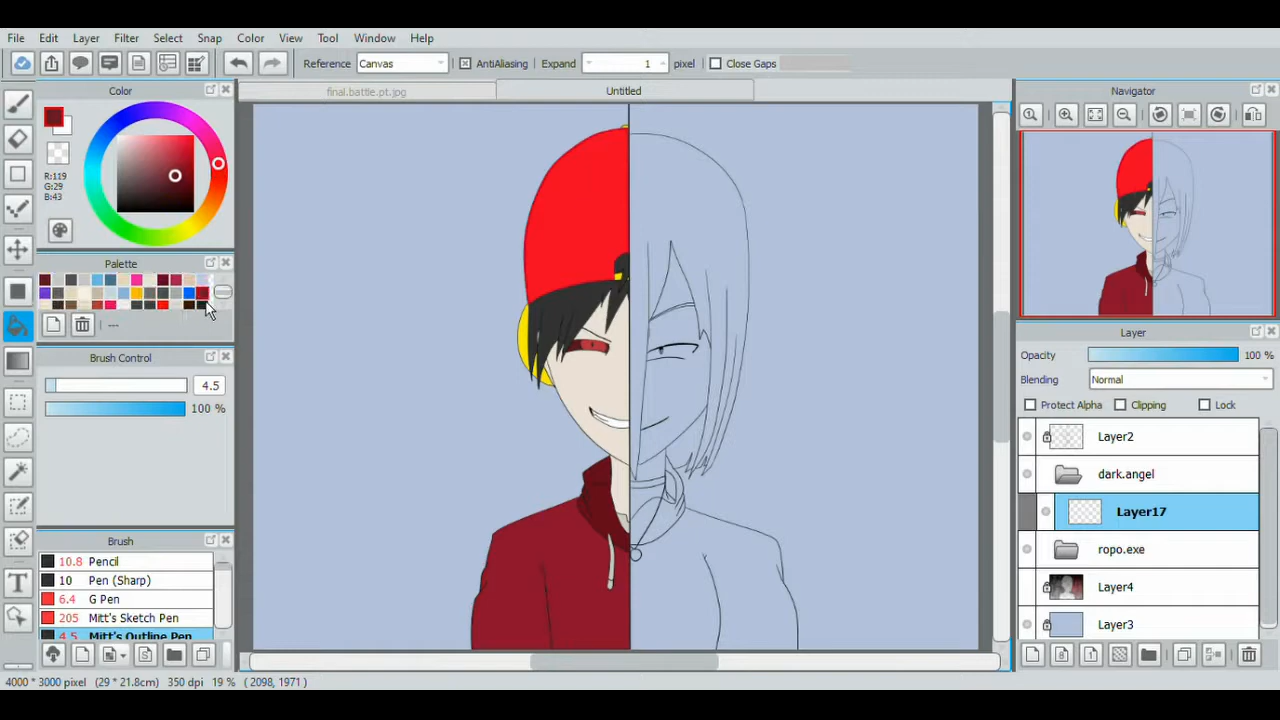 File Edit Layer Filter Select Snap Color View Tool Window Help
Reference Canvas AntiAliasing Expand 1 pixel Close Gaps
final.battle.pt.jpg Untitled
Color
R:119
G:29
B:43
Palette
---
Brush Control
4.5
100 %
Brush
10.8 Pencil
10 Pen (Sharp)
6.4 G Pen
205 Mitt's Sketch Pen
4.5 Mitt's Outline Pen
4000 * 3000 pixel (29 * 21.8cm) 350 dpi 19 % ( 2098, 1971 )
Navigator
Layer
Opacity 100 %
Blending Normal
Protect Alpha Clipping Lock
Layer2
dark.angel
Layer17
ropo.exe
Layer4
Layer3